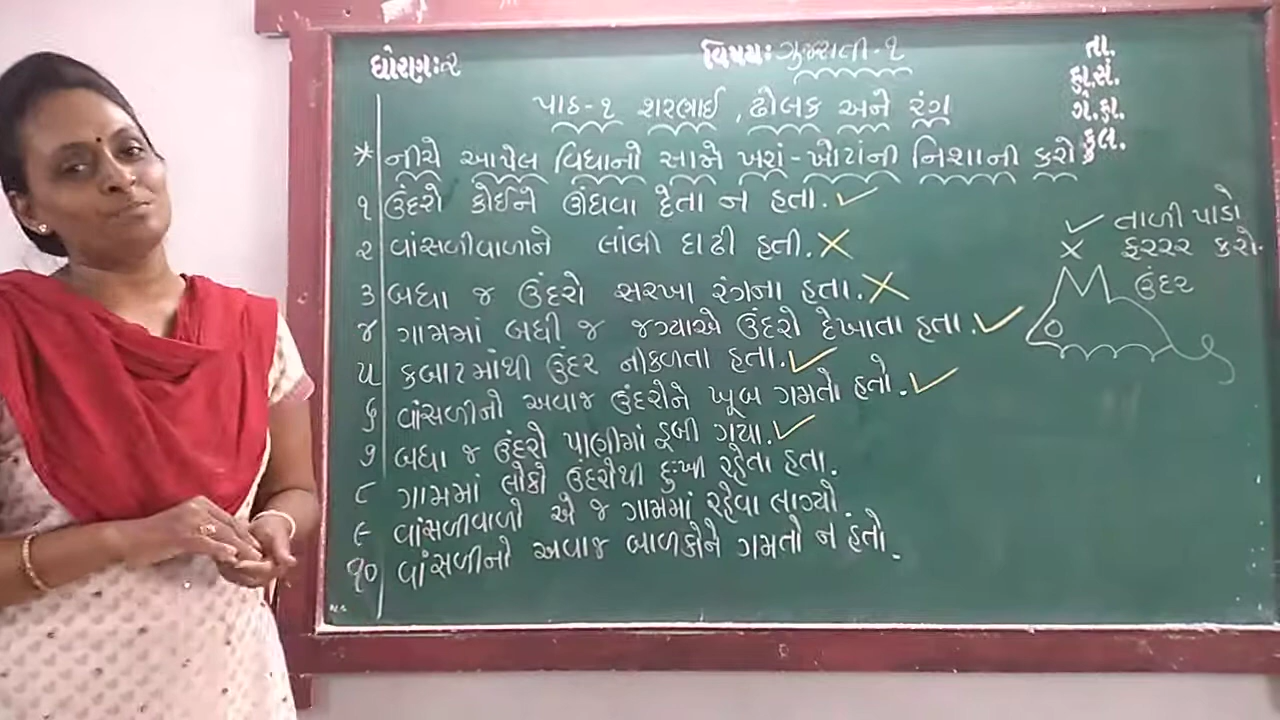 ધોરણ:૨
વિષય: ગુજરાતી-૧
તા.
હા.સં.
ગે.હા.
કુલ.
પાઠ-૧ શરણાઈ, ઢોલક અને રંગ
* નીચે આપેલ વિધાનો સામે ખરાં-ખોટાંની નિશાની કરો
૧ ઉંદરો કોઈને ઊંઘવા દેતા ન હતા. ✓
૨ વાંસળીવાળાને લાંબી દાઢી હતી. ✗
૩ બધા જ ઉંદરો સરખા રંગના હતા. ✗
૪ ગામમાં બધી જ જગ્યાએ ઉંદરો દેખાતા હતા. ✓
૫ કબાટમાંથી ઉંદર નીકળતા હતા. ✓
૬ વાંસળીનો અવાજ ઉંદરોને ખૂબ ગમતો હતો. ✓
૭ બધા જ ઉંદરો પાણીમાં ડૂબી ગયા. ✓
૮ ગામમાં લોકો ઉંદરોથી દુઃખી રહેતા હતા.
૯ વાંસળીવાળો એ જ ગામમાં રહેવા લાગ્યો.
૧૦ વાંસળીનો અવાજ બાળકોને ગમતો ન હતો.
✓ તાળી પાડો
✗ ફરરર કરો.
ઉંદર